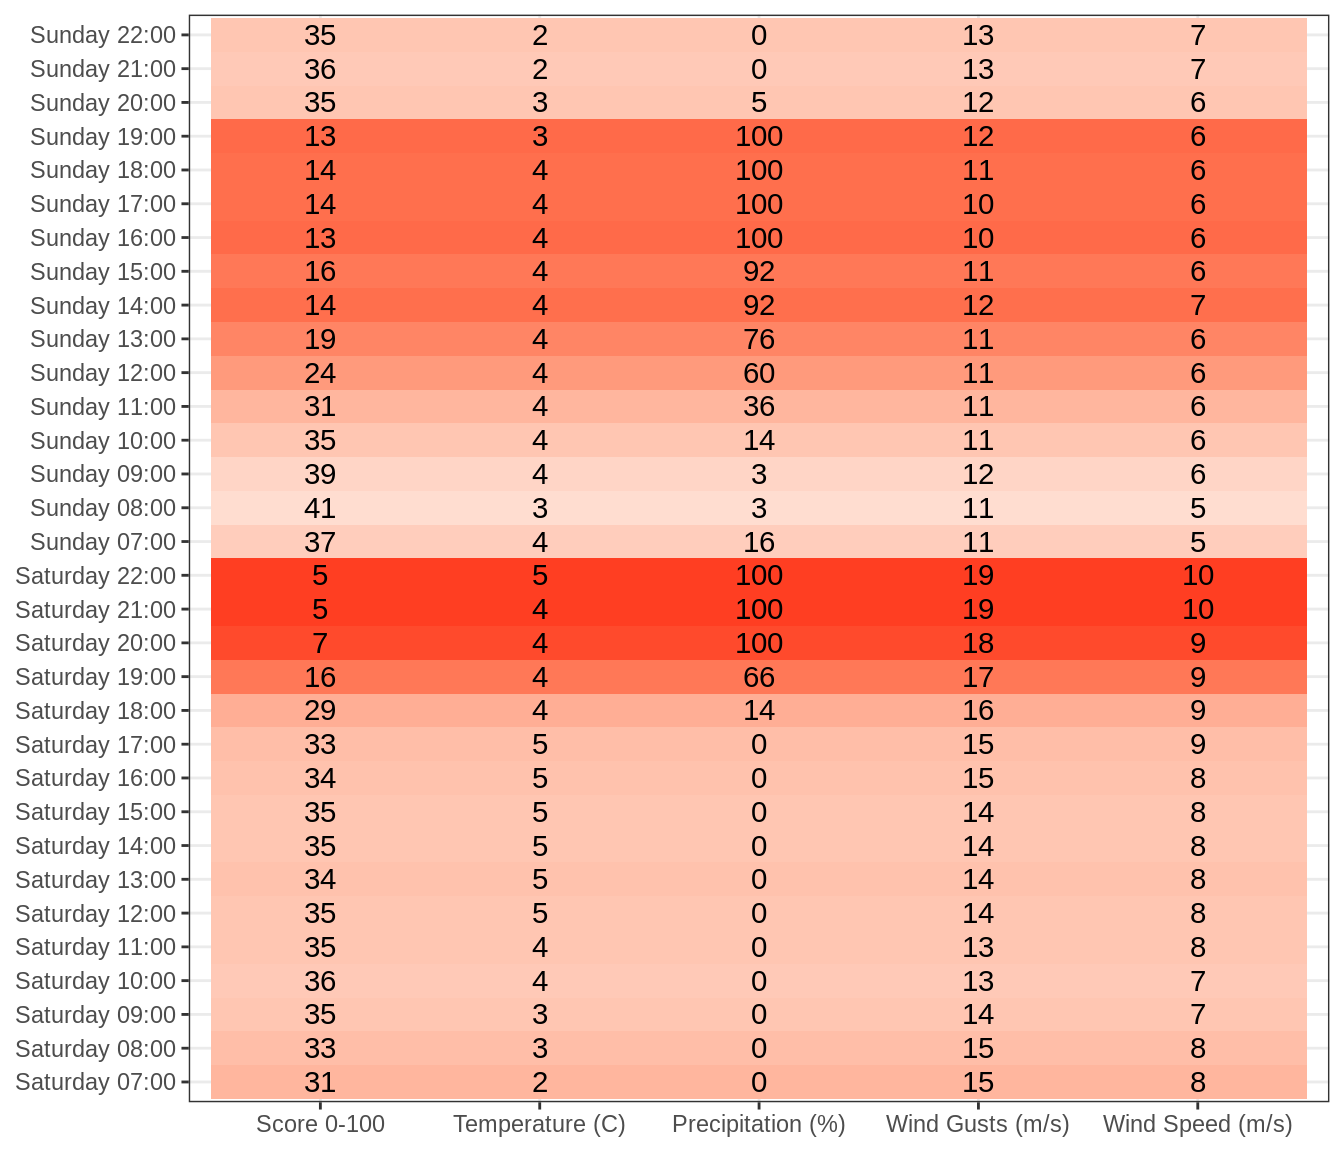 Sunday 22:00 35 2 0 13 7
Sunday 21:00 36 2 0 13 7
Sunday 20:00 35 3 5 12 6
Sunday 19:00 13 3 100 12 6
Sunday 18:00 14 4 100 11 6
Sunday 17:00 14 4 100 10 6
Sunday 16:00 13 4 100 10 6
Sunday 15:00 16 4 92 11 6
Sunday 14:00 14 4 92 12 7
Sunday 13:00 19 4 76 11 6
Sunday 12:00 24 4 60 11 6
Sunday 11:00 31 4 36 11 6
Sunday 10:00 35 4 14 11 6
Sunday 09:00 39 4 3 12 6
Sunday 08:00 41 3 3 11 5
Sunday 07:00 37 4 16 11 5
Saturday 22:00 5 5 100 19 10
Saturday 21:00 5 4 100 19 10
Saturday 20:00 7 4 100 18 9
Saturday 19:00 16 4 66 17 9
Saturday 18:00 29 4 14 16 9
Saturday 17:00 33 5 0 15 9
Saturday 16:00 34 5 0 15 8
Saturday 15:00 35 5 0 14 8
Saturday 14:00 35 5 0 14 8
Saturday 13:00 34 5 0 14 8
Saturday 12:00 35 5 0 14 8
Saturday 11:00 35 4 0 13 8
Saturday 10:00 36 4 0 13 7
Saturday 09:00 35 3 0 14 7
Saturday 08:00 33 3 0 15 8
Saturday 07:00 31 2 0 15 8
Score 0-100 Temperature (C) Precipitation (%) Wind Gusts (m/s) Wind Speed (m/s)